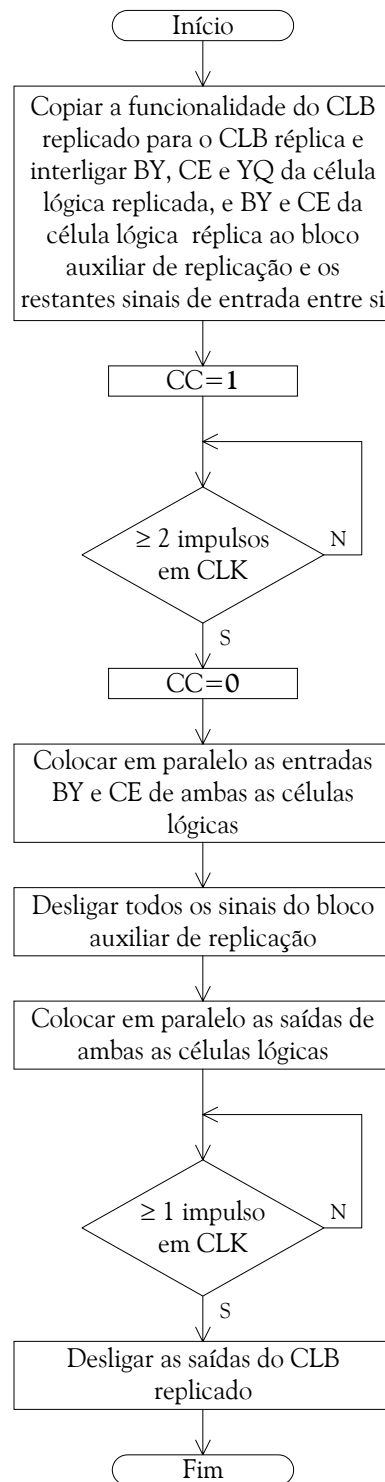 Início
Copiar a funcionalidade do CLB
replicado para o CLB réplica e
interligar BY, CE e YQ da célula
lógica replicada, e BY e CE da
célula lógica réplica ao bloco
auxiliar de replicação e os
restantes sinais de entrada entre si
CC=1
≥ 2 impulsos
em CLK
N
S
CC=0
Colocar em paralelo as entradas
BY e CE de ambas as células
lógicas
Desligar todos os sinais do bloco
auxiliar de replicação
Colocar em paralelo as saídas de
ambas as células lógicas
≥ 1 impulso
em CLK
N
S
Desligar as saídas do CLB
replicado
Fim